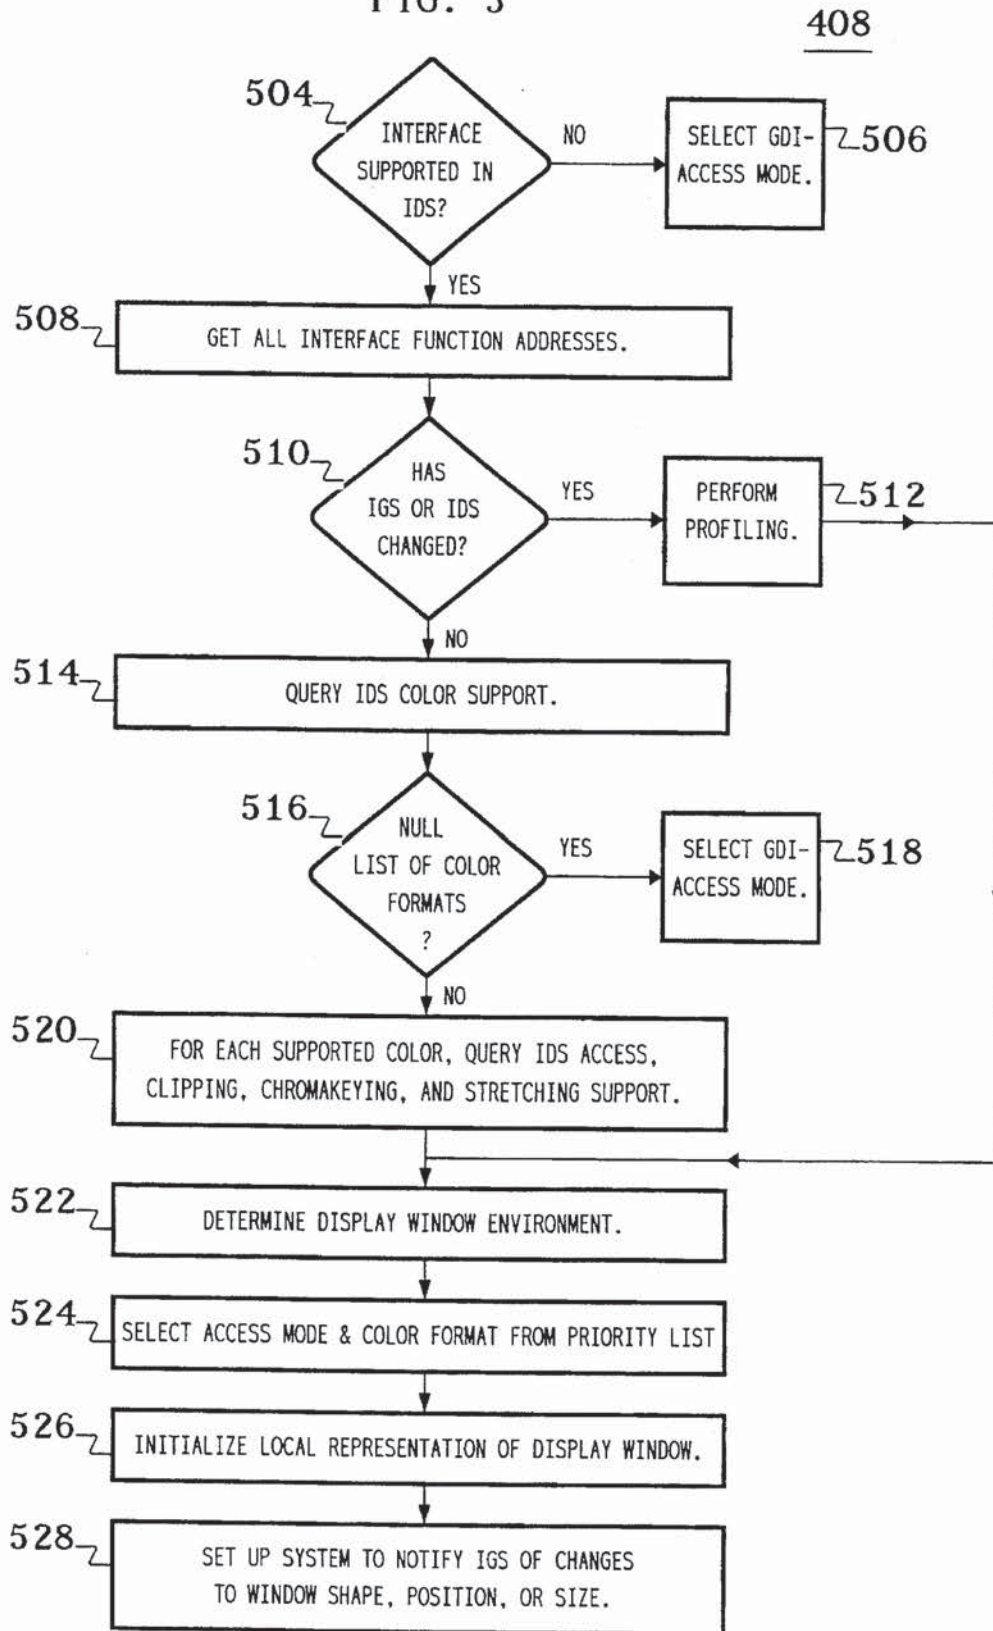 FIG. 5
408
504
INTERFACE
SUPPORTED IN
IDS?
NO
SELECT GDI-
ACCESS MODE.
506
YES
508
GET ALL INTERFACE FUNCTION ADDRESSES.
510
HAS
IGS OR IDS
CHANGED?
YES
PERFORM
PROFILING.
512
NO
514
QUERY IDS COLOR SUPPORT.
516
NULL
LIST OF COLOR
FORMATS
?
YES
SELECT GDI-
ACCESS MODE.
518
NO
520
FOR EACH SUPPORTED COLOR, QUERY IDS ACCESS,
CLIPPING, CHROMAKEYING, AND STRETCHING SUPPORT.
522
DETERMINE DISPLAY WINDOW ENVIRONMENT.
524
SELECT ACCESS MODE & COLOR FORMAT FROM PRIORITY LIST
526
INITIALIZE LOCAL REPRESENTATION OF DISPLAY WINDOW.
528
SET UP SYSTEM TO NOTIFY IGS OF CHANGES
TO WINDOW SHAPE, POSITION, OR SIZE.